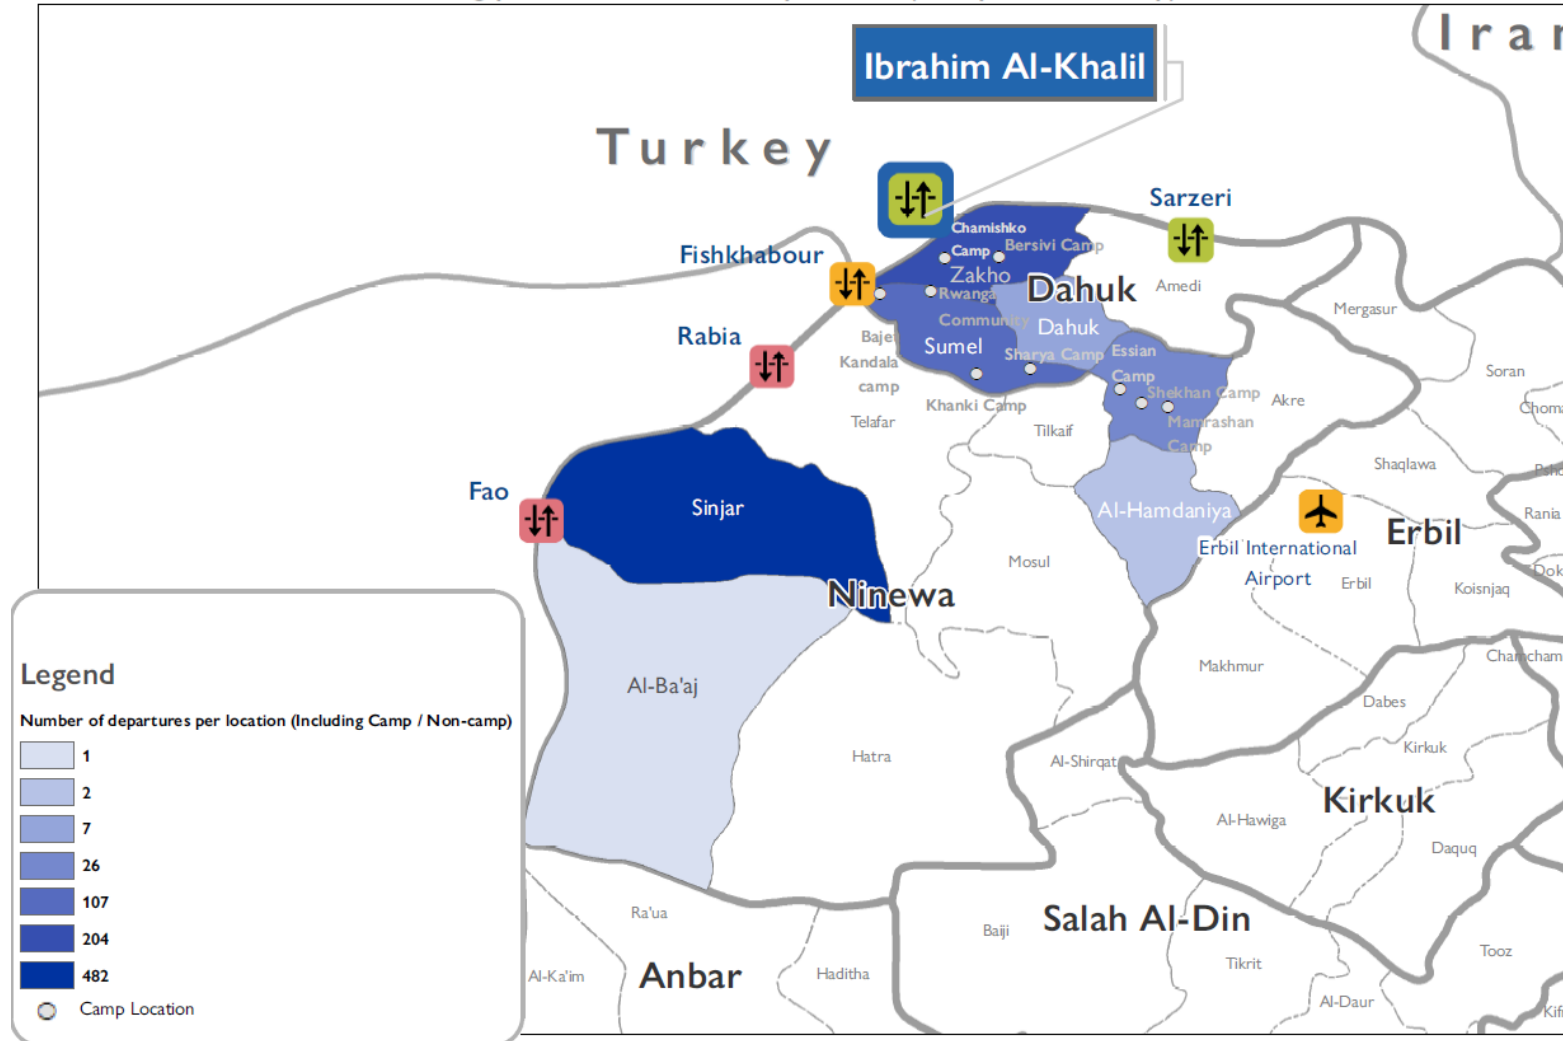 Iran
Ibrahim Al-Khalil
Turkey
Sarzeri
Chamishko
Camp
Bersivi Camp
Fishkhabour
Zakho
Dahuk
Amedi
Rwanga
Community
Mergasur
Rabia
Bajet
Kandala
camp
Sumel
Dahuk
Sharya Camp
Essian
Camp
Shekhan Camp
Mamrashan
Camp
Akre
Soran
Khanki Camp
Telafar
Tilkaif
Shaqlawa
Fao
Sinjar
Al-Hamdaniya
Rania
Erbil
Erbil International
Airport
Erbil
Koisnjaq
Mosul
Ninewa
Makhmur
Chamcham
Al-Ba'aj
Dabes
Hatra
Al-Shirqat
Kirkuk
Kirkuk
Al-Hawiga
Daquq
Ra'ua
Baiji
Salah Al-Din
Tooz
Al-Ka'im
Anbar
Haditha
Tikrit
Al-Daur
Legend
Number of departures per location (Including Camp / Non-camp)
1
2
7
26
107
204
482
Camp Location